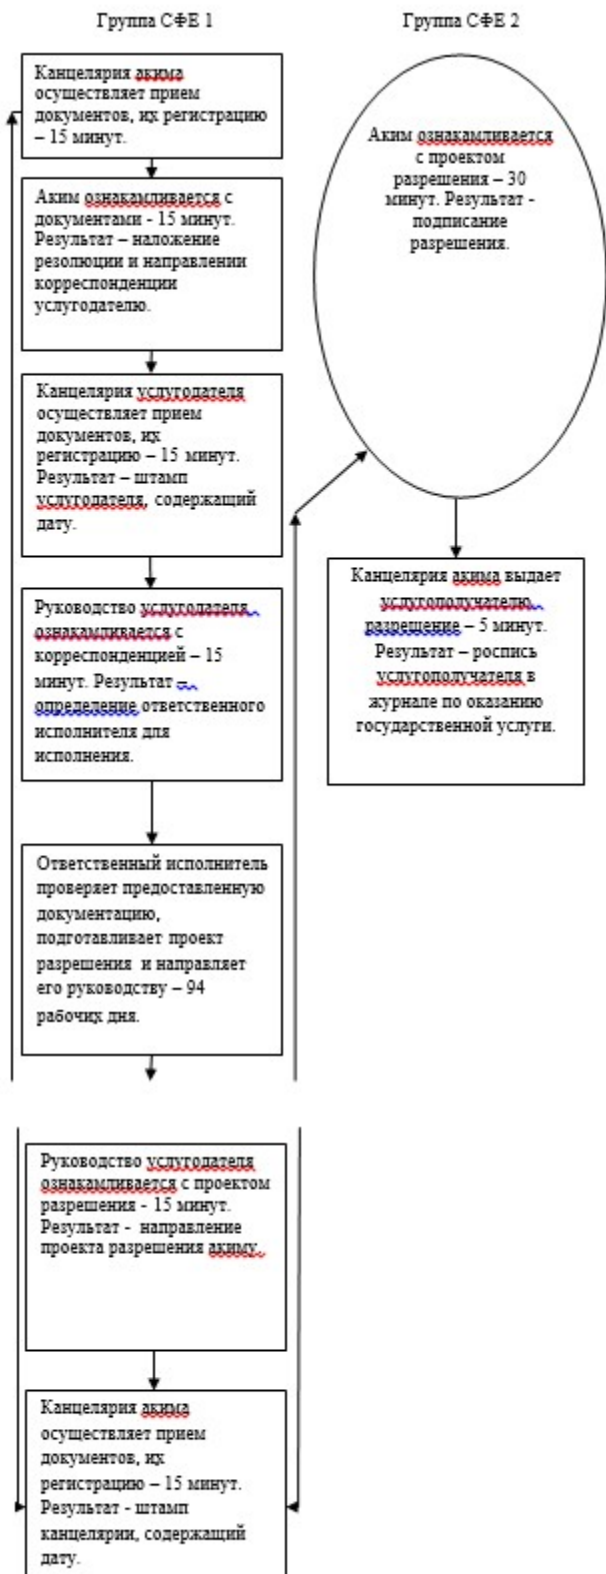 Группа СФЕ 1
Канцелярия акима
осуществляет прием
документов, их регистрацию
– 15 минут.
Аким ознакамливается с
документами - 15 минут.
Результат – наложение
резолюции и направлении
корреспонденции
услугодателю.
Канцелярия услугодателя
осуществляет прием
документов, их
регистрацию – 15 минут.
Результат – штамп
услугодателя, содержащий
дату.
Руководство услугодателя
ознакамливается с
корреспонденцией – 15
минут. Результат –
определение ответственного
исполнителя для
исполнения.
Ответственный исполнитель
проверяет предоставленную
документацию,
подготавливает проект
разрешения и направляет
его руководству – 94
рабочих дня.
Руководство услугодателя
ознакамливается с проектом
разрешения - 15 минут.
Результат - направление
проекта разрешения акиму.
Канцелярия акима
осуществляет прием
документов, их
регистрацию – 15 минут.
Результат - штамп
канцелярии, содержащий
дату.
Группа СФЕ 2
Аким ознакамливается
с проектом
разрешения – 30
минут. Результат -
подписание
разрешения.
Канцелярия акима выдает
услугополучателю
разрешение – 5 минут.
Результат – роспись
услугополучателя в
журнале по оказанию
государственной услуги.